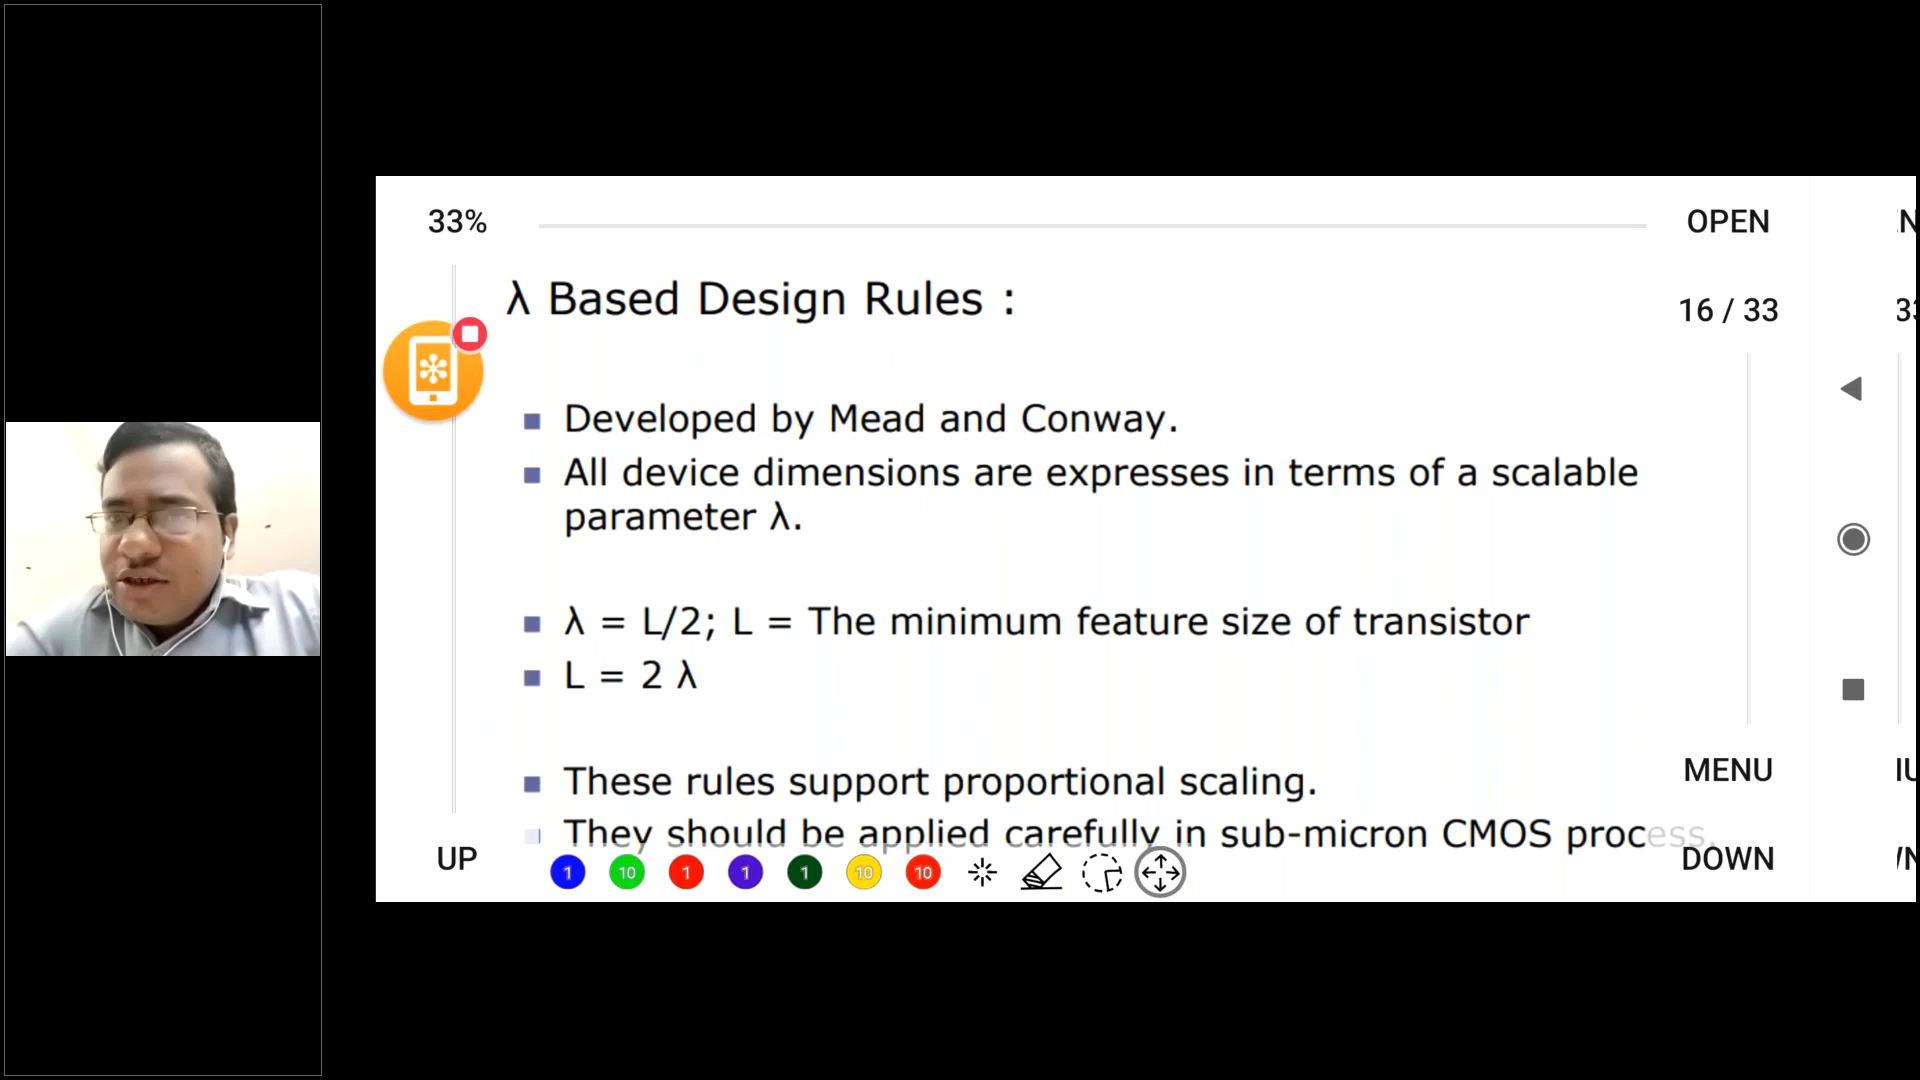 33%
OPEN
λ Based Design Rules :
16 / 33
Developed by Mead and Conway.
All device dimensions are expresses in terms of a scalable
parameter λ.
λ = L/2; L = The minimum feature size of transistor
L = 2 λ
These rules support proportional scaling.
MENU
They should be applied carefully in sub-micron CMOS process.
UP
DOWN
1 10 1 1 1 10 10